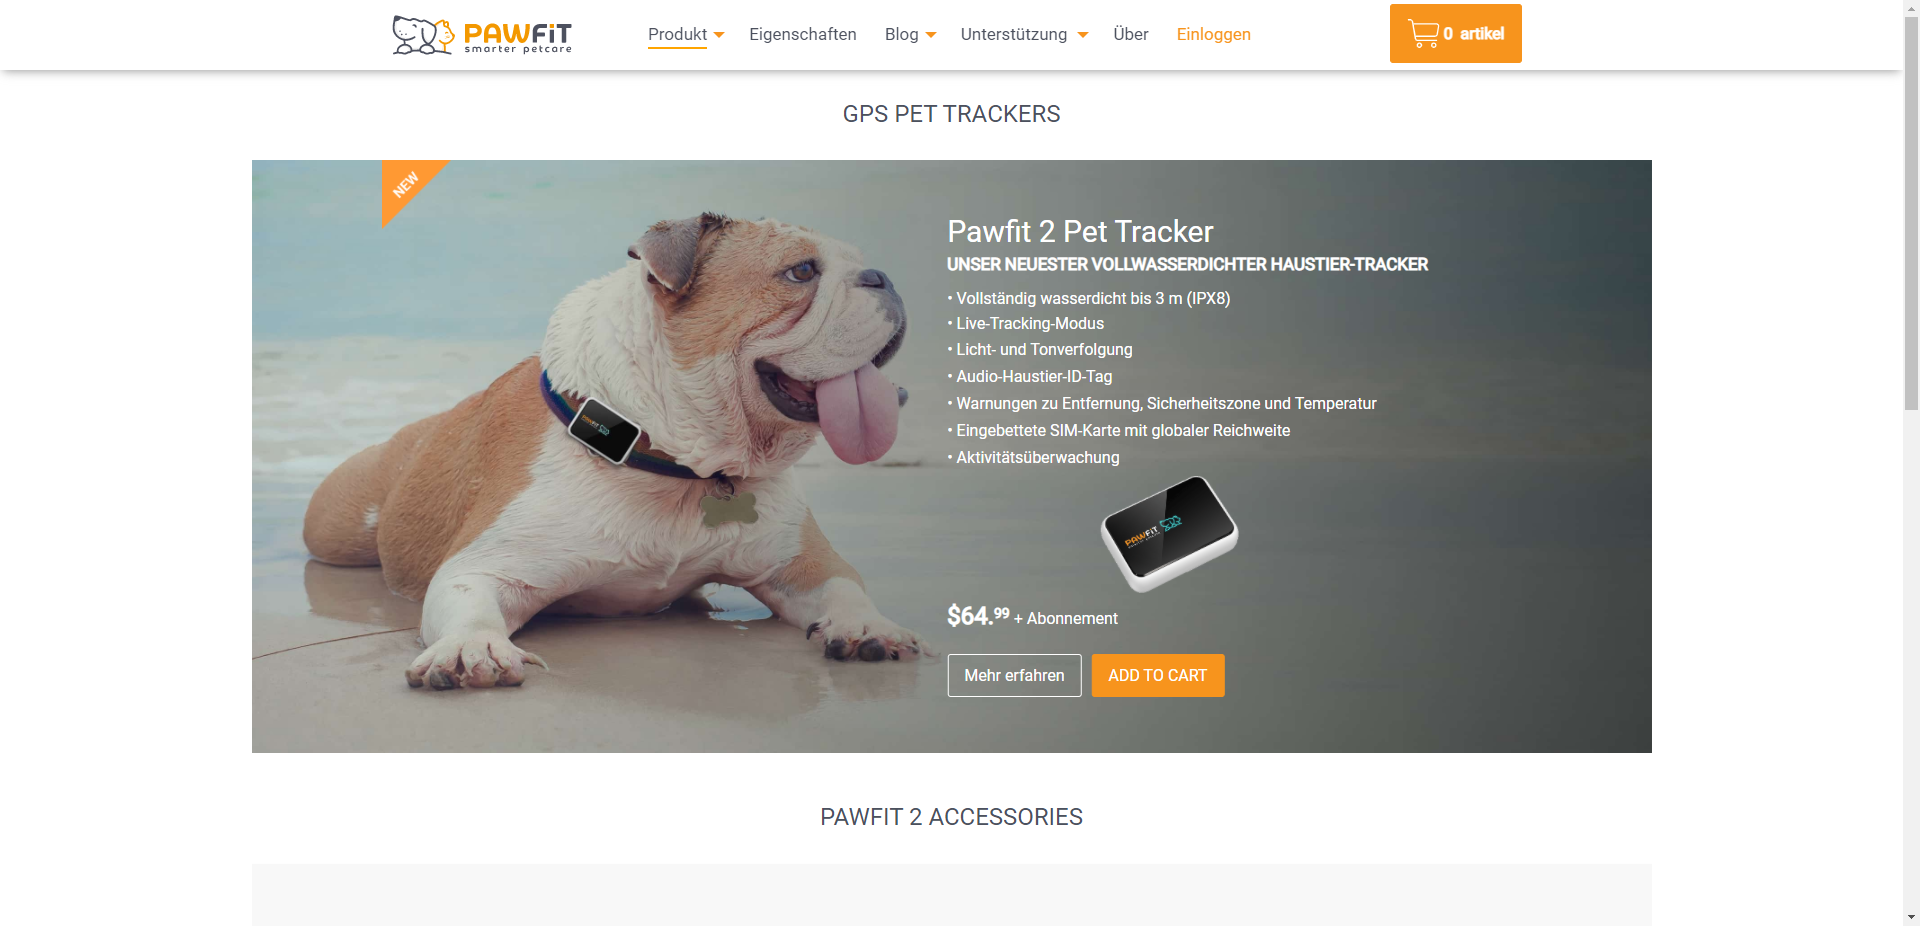 PAWFiT
smarter petcare
Produkt
Eigenschaften
Blog
Unterstützung
Über
Einloggen
0 artikel
GPS PET TRACKERS
NEW
Pawfit 2 Pet Tracker
UNSER NEUESTER VOLLWASSERDICHTER HAUSTIER-TRACKER
• Vollständig wasserdicht bis 3 m (IPX8)
• Live-Tracking-Modus
• Licht- und Tonverfolgung
• Audio-Haustier-ID-Tag
• Warnungen zu Entfernung, Sicherheitszone und Temperatur
• Eingebettete SIM-Karte mit globaler Reichweite
• Aktivitätsüberwachung
PAWFiT
PAWFiT
$64.99 + Abonnement
Mehr erfahren
ADD TO CART
PAWFIT 2 ACCESSORIES